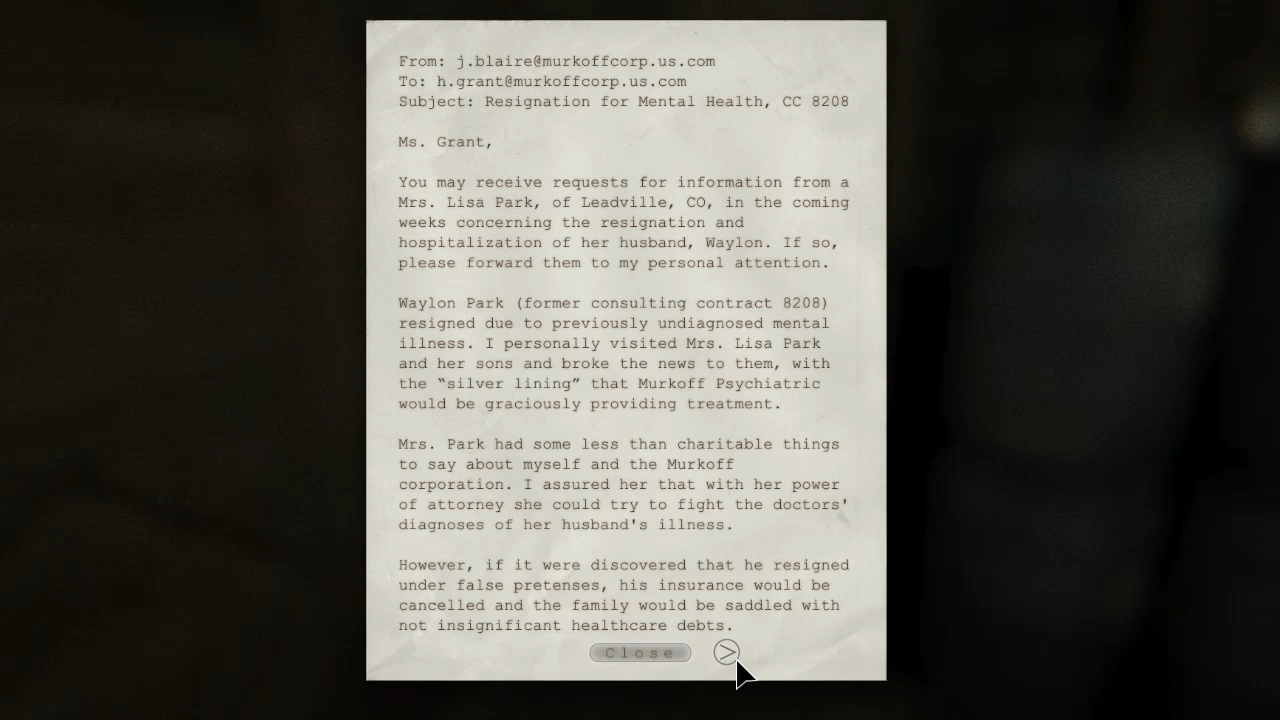 From: j.blaire@murkoffcorp.us.com
To: h.grant@murkoffcorp.us.com
Subject: Resignation for Mental Health, CC 8208
Ms. Grant,
You may receive requests for information from a
Mrs. Lisa Park, of Leadville, CO, in the coming
weeks concerning the resignation and
hospitalization of her husband, Waylon. If so,
please forward them to my personal attention.
Waylon Park (former consulting contract 8208)
resigned due to previously undiagnosed mental
illness. I personally visited Mrs. Lisa Park
and her sons and broke the news to them, with
the “silver lining” that Murkoff Psychiatric
would be graciously providing treatment.
Mrs. Park had some less than charitable things
to say about myself and the Murkoff
corporation. I assured her that with her power
of attorney she could try to fight the doctors'
diagnoses of her husband's illness.
However, if it were discovered that he resigned
under false pretenses, his insurance would be
cancelled and the family would be saddled with
not insignificant healthcare debts.
Close